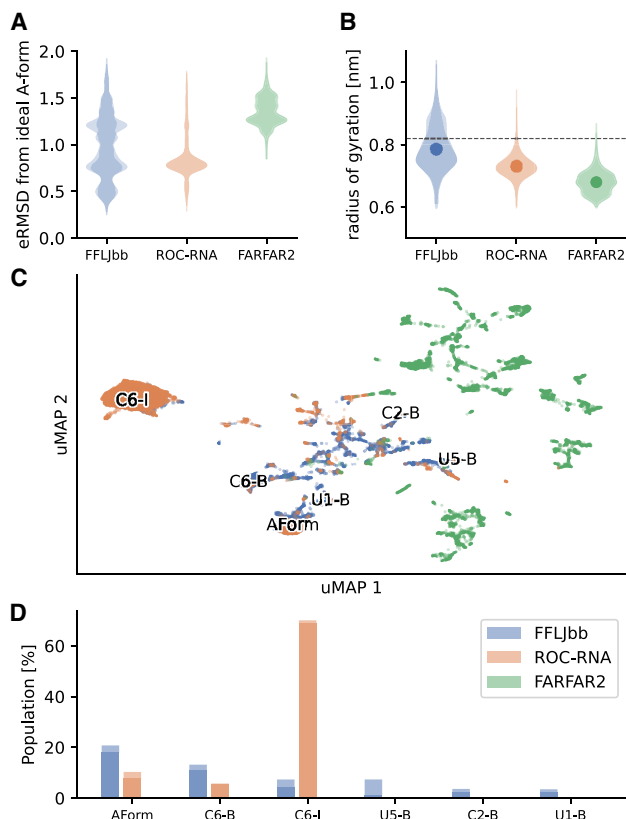 A
B
eRMSD from ideal A-form
2.0
1.5
1.0
0.5
0.0
FFLJbb ROC-RNA FARFAR2
radius of gyration [nm]
1.0
0.8
0.6
FFLJbb ROC-RNA FARFAR2
C
uMAP 2
C6-I
C2-B
U5-B
C6-B
U1-B
AForm
uMAP 1
D
Population [%]
60
40
20
0
FFLJbb
ROC-RNA
FARFAR2
AForm C6-B C6-I U5-B C2-B U1-B